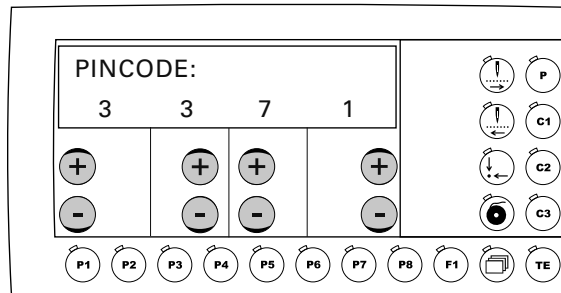 PINCODE:
3 3 7 1
+ + + +
- - - -
P
C1
C2
C3
P1 P2 P3 P4 P5 P6 P7 P8 F1 TE